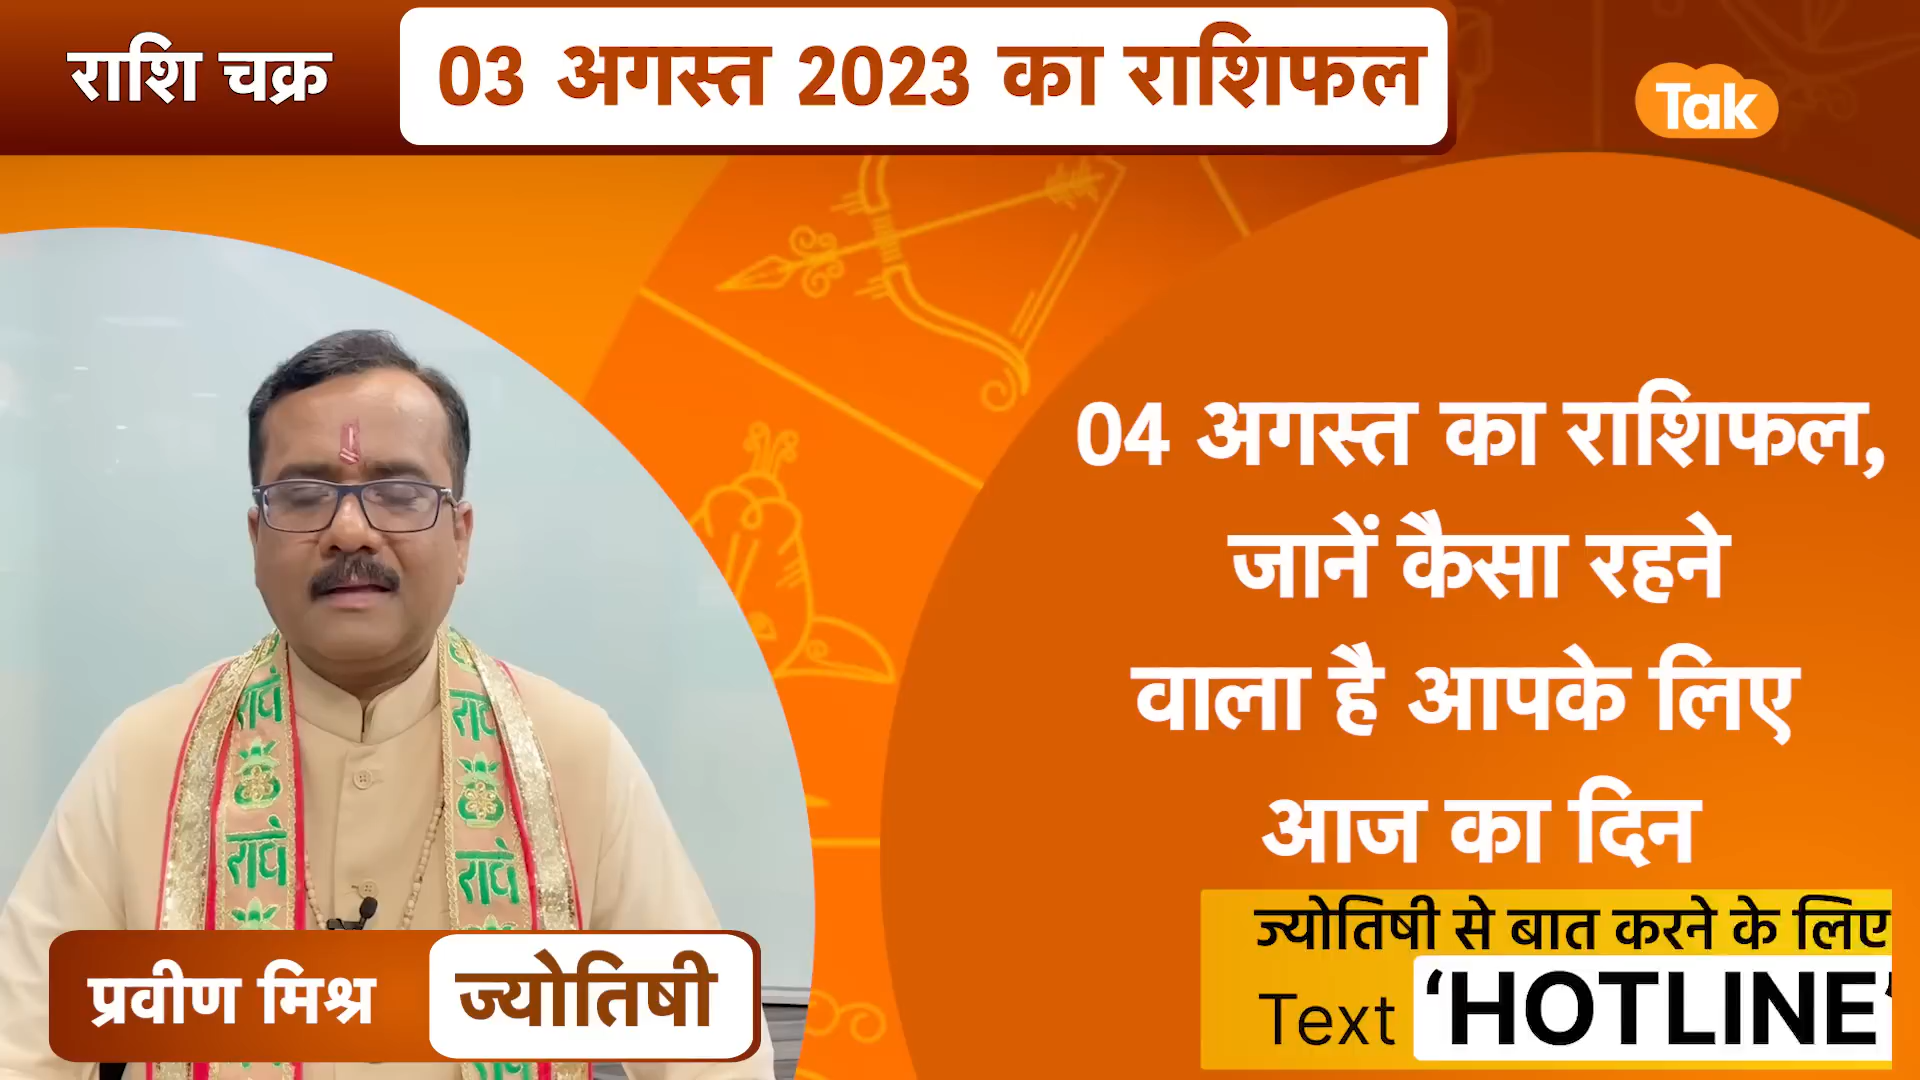 राशि चक्र
03 अगस्त 2023 का राशिफल
Tak
04 अगस्त का राशिफल,
जानें कैसा रहने
वाला है आपके लिए
आज का दिन
राधे
राधे
राधे
राधे
प्रवीण मिश्र
ज्योतिषी
ज्योतिषी से बात करने के लिए
Text 'HOTLINE'